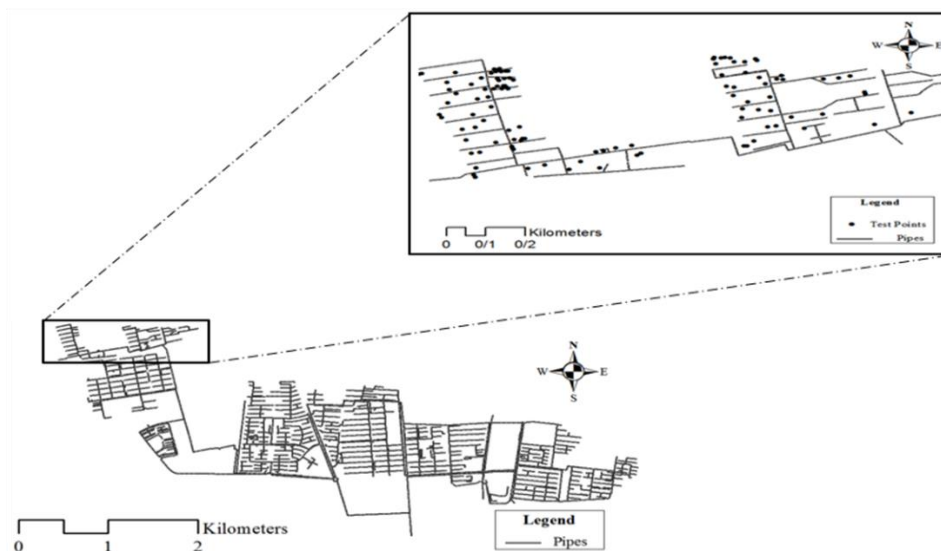 N
W E
S
Legend
Test Points
Pipes
Kilometers
0 0/1 0/2
N
W E
S
Kilometers
0 1 2
Legend
Pipes